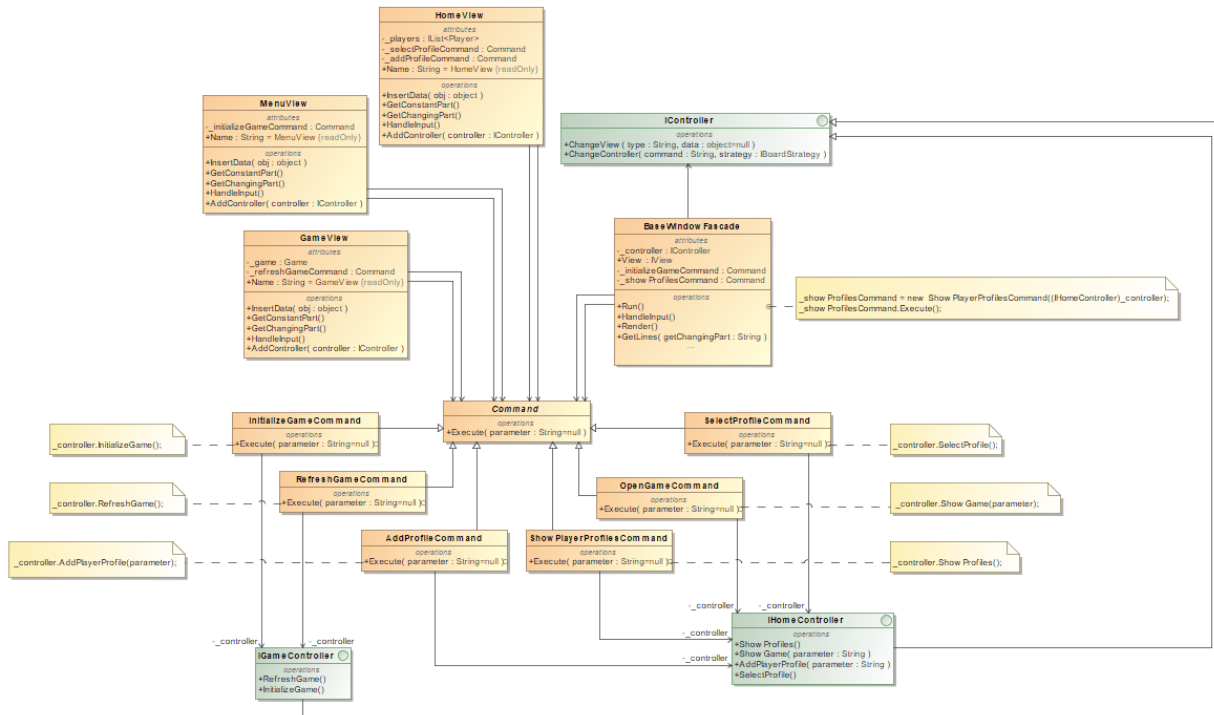 HomeView
attributes
-_players : IList<Player>
-_selectProfileCommand : Command
-_addProfileCommand : Command
+Name : String = HomeView {readOnly}
operations
+InsertData( obj : object )
+GetConstantPart()
+GetChangingPart()
+HandleInput()
+AddController( controller : IController )
MenuView
attributes
-_initializeGameCommand : Command
+Name : String = MenuView {readOnly}
operations
+InsertData( obj : object )
+GetConstantPart()
+GetChangingPart()
+HandleInput()
+AddController( controller : IController )
IController
operations
+ChangeView ( type : String, data : object=null )
+ChangeController( command : String, strategy : IBoardStrategy )
GameView
attributes
-_game : Game
-_refreshGameCommand : Command
+Name : String = GameView {readOnly}
operations
+InsertData( obj : object )
+GetConstantPart()
+GetChangingPart()
+HandleInput()
+AddController( controller : IController )
BaseWindow Fascade
attributes
-_controller : IController
+View : IView
-_initializeGameCommand : Command
-_show ProfilesCommand : Command
operations
+Run()
+HandleInput()
+Render()
+GetLines( getChangingPart : String )
...
_show ProfilesCommand = new Show PlayerProfilesCommand((IHomeController)_controller);
_show ProfilesCommand.Execute();
Command
operations
+Execute( parameter : String=null )
InitializeGameCommand
operations
+Execute( parameter : String=null )
_controller.InitializeGame();
SelectProfileCommand
operations
+Execute( parameter : String=null )
_controller.SelectProfile();
RefreshGameCommand
operations
+Execute( parameter : String=null )
_controller.RefreshGame();
OpenGameCommand
operations
+Execute( parameter : String=null )
_controller.Show Game(parameter);
AddProfileCommand
operations
+Execute( parameter : String=null )
_controller.AddPlayerProfile(parameter);
Show PlayerProfilesCommand
operations
+Execute( parameter : String=null )
_controller.Show Profiles();
-_controller
-_controller
-_controller
-_controller
-_controller
-_controller
IHomeController
operations
+Show Profiles()
+Show Game( parameter : String )
+AddPlayerProfile( parameter : String )
+SelectProfile()
IGameController
operations
+RefreshGame()
+InitializeGame()